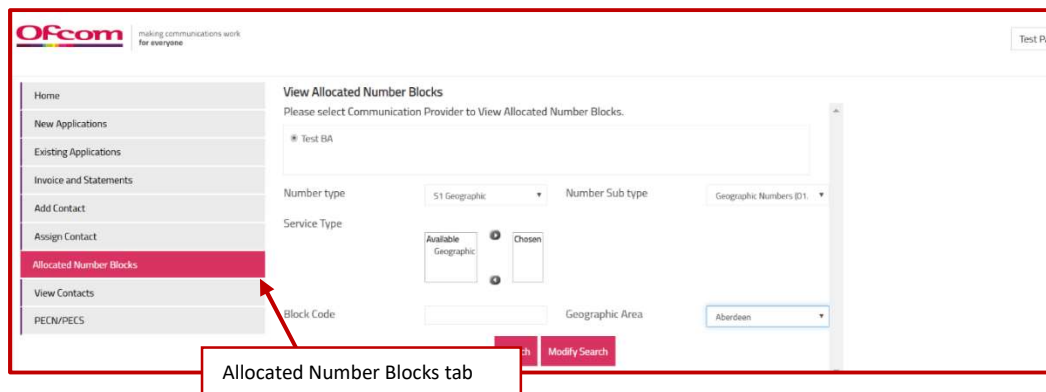 Ofcom
making communications work
for everyone
Home
New Applications
Existing Applications
Invoice and Statements
Add Contact
Assign Contact
Allocated Number Blocks
View Contacts
PECN/PECS
View Allocated Number Blocks
Please select Communication Provider to View Allocated Number Blocks.
Test BA
Number type
S1 Geographic
Number Sub type
Geographic Numbers (01.
Service Type
Available
Geographic
Chosen
Block Code
Geographic Area
Aberdeen
Modify Search
Allocated Number Blocks tab